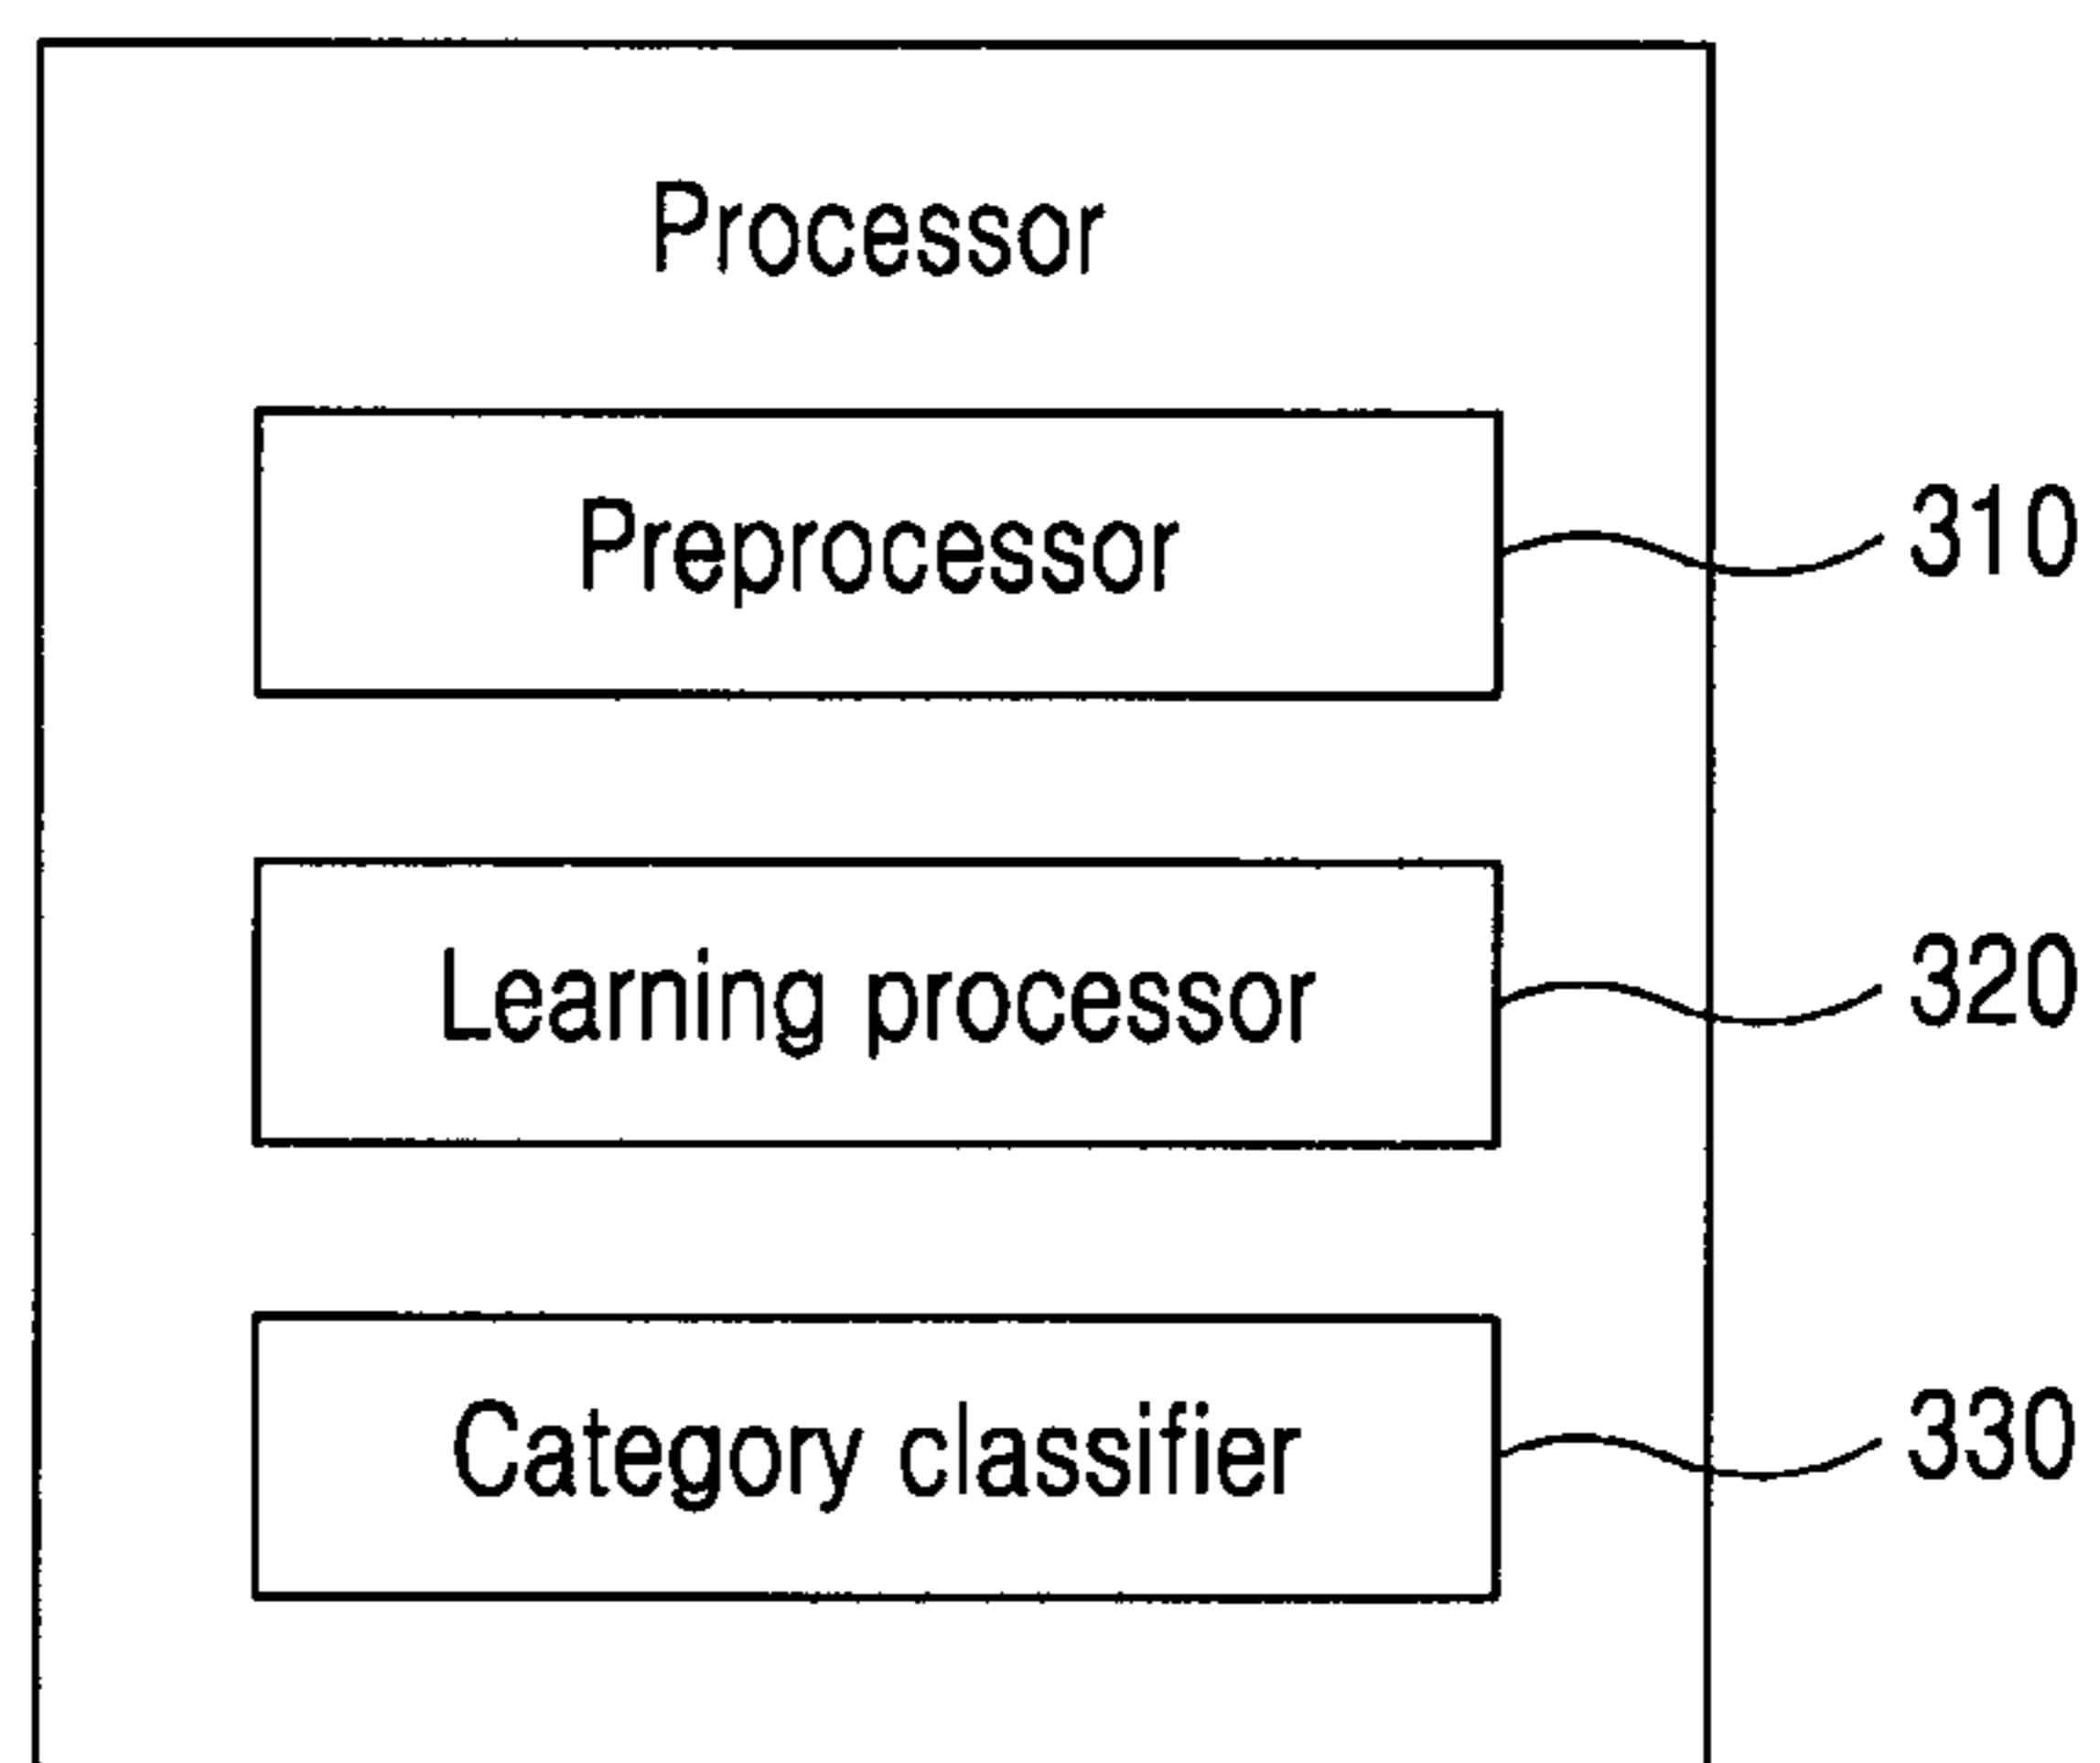 Processor
Preprocessor
310
Learning processor
320
Category classifier
330